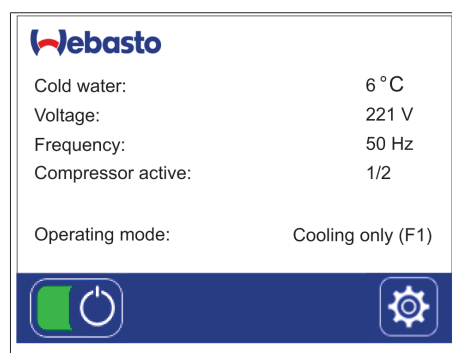 Webasto
Cold water: 6 °C
Voltage: 221 V
Frequency: 50 Hz
Compressor active: 1/2
Operating mode: Cooling only (F1)